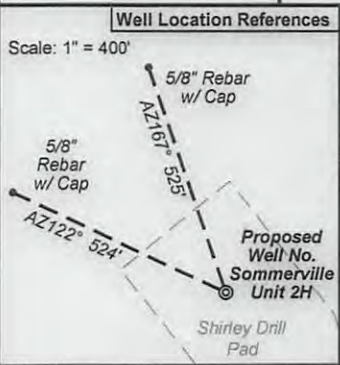 Well Location References
Scale: 1" = 400'
5/8" Rebar
w/ Cap
AZ167° 525'
5/8"
Rebar
w/ Cap
AZ122° 524'
Proposed
Well No.
Sommerville
Unit 2H
Shirley Drill
Pad